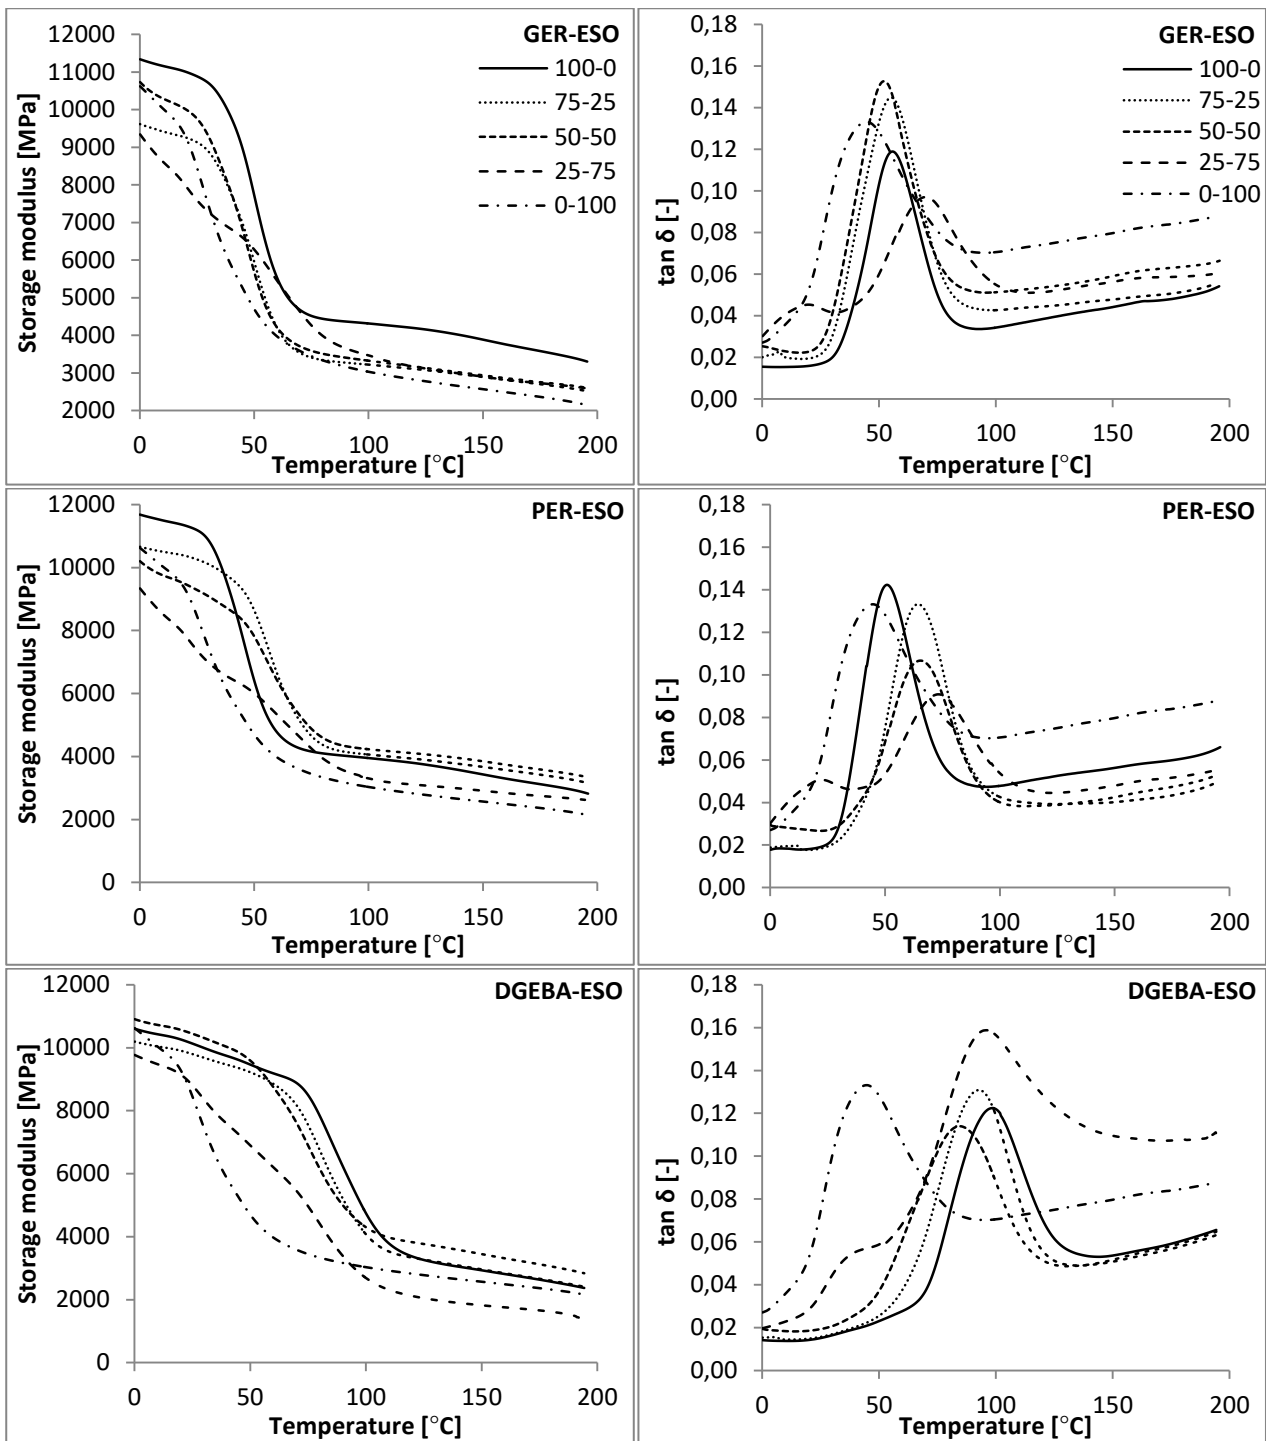 GER-ESO
100-0
75-25
50-50
25-75
0-100
12000
11000
10000
9000
8000
7000
6000
5000
4000
3000
2000
0 50 100 150 200
Storage modulus [MPa]
Temperature [°C]
GER-ESO
100-0
75-25
50-50
25-75
0-100
0,18
0,16
0,14
0,12
0,10
0,08
0,06
0,04
0,02
0,00
0 50 100 150 200
tan δ [-]
Temperature [°C]
PER-ESO
12000
10000
8000
6000
4000
2000
0
0 50 100 150 200
Storage modulus [MPa]
Temperature [°C]
PER-ESO
0,18
0,16
0,14
0,12
0,10
0,08
0,06
0,04
0,02
0,00
0 50 100 150 200
tan δ [-]
Temperature [°C]
DGEBA-ESO
12000
10000
8000
6000
4000
2000
0
0 50 100 150 200
Storage modulus [MPa]
Temperature [°C]
DGEBA-ESO
0,18
0,16
0,14
0,12
0,10
0,08
0,06
0,04
0,02
0,00
0 50 100 150 200
tan δ [-]
Temperature [°C]